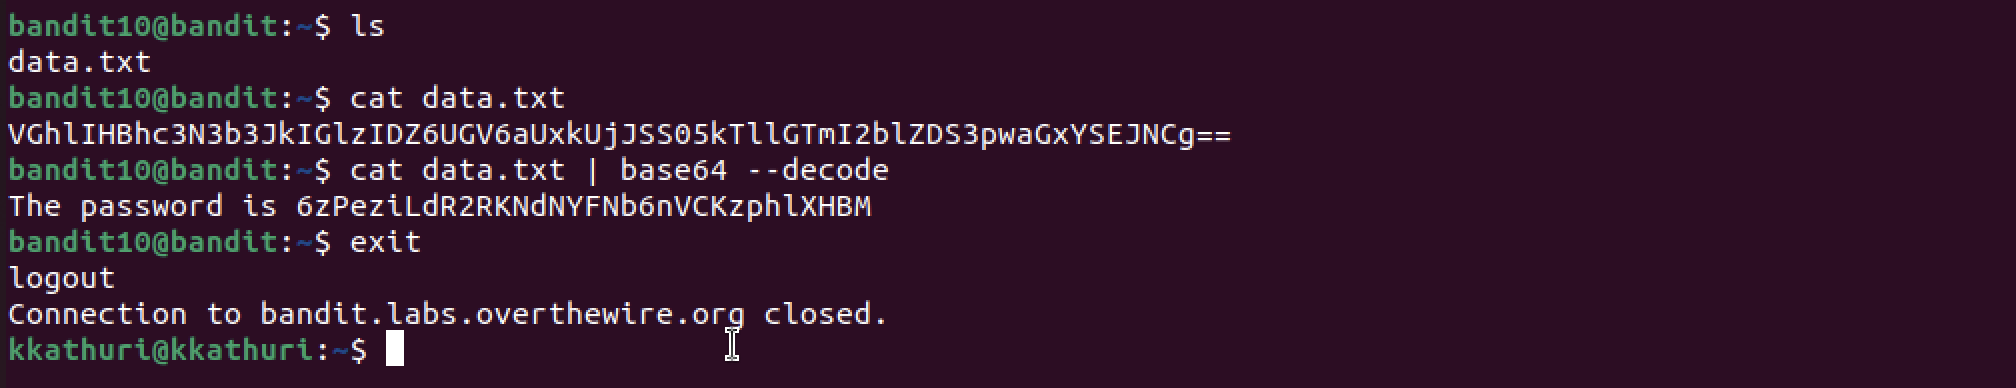 bandit10@bandit:~$ ls
data.txt
bandit10@bandit:~$ cat data.txt
VGhlIHBhc3N3b3JkIGlzIDZ6UGV6aUxkUjJSS05kTllGTmI2blZDS3pwaGxYSEJNCg==
bandit10@bandit:~$ cat data.txt | base64 --decode
The password is 6zPeziLdR2RKNdNYFNb6nVCKzphlXHBM
bandit10@bandit:~$ exit
logout
Connection to bandit.labs.overthewire.org closed.
kkathuri@kkathuri:~$